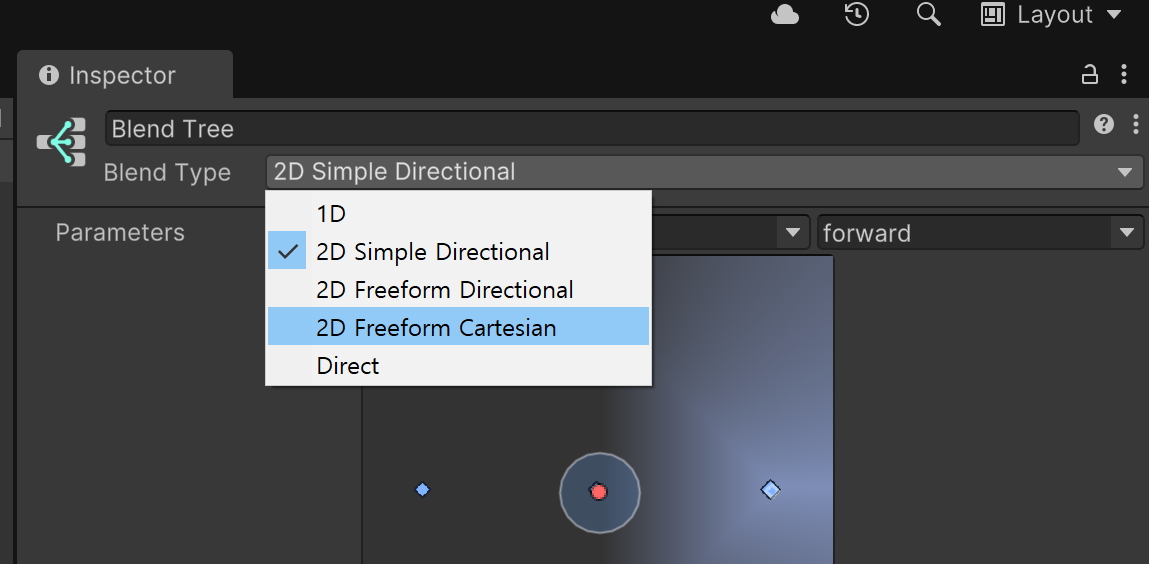 Layout
Inspector
Blend Tree
Blend Type 2D Simple Directional
1D
Parameters forward
2D Simple Directional
2D Freeform Directional
2D Freeform Cartesian
Direct